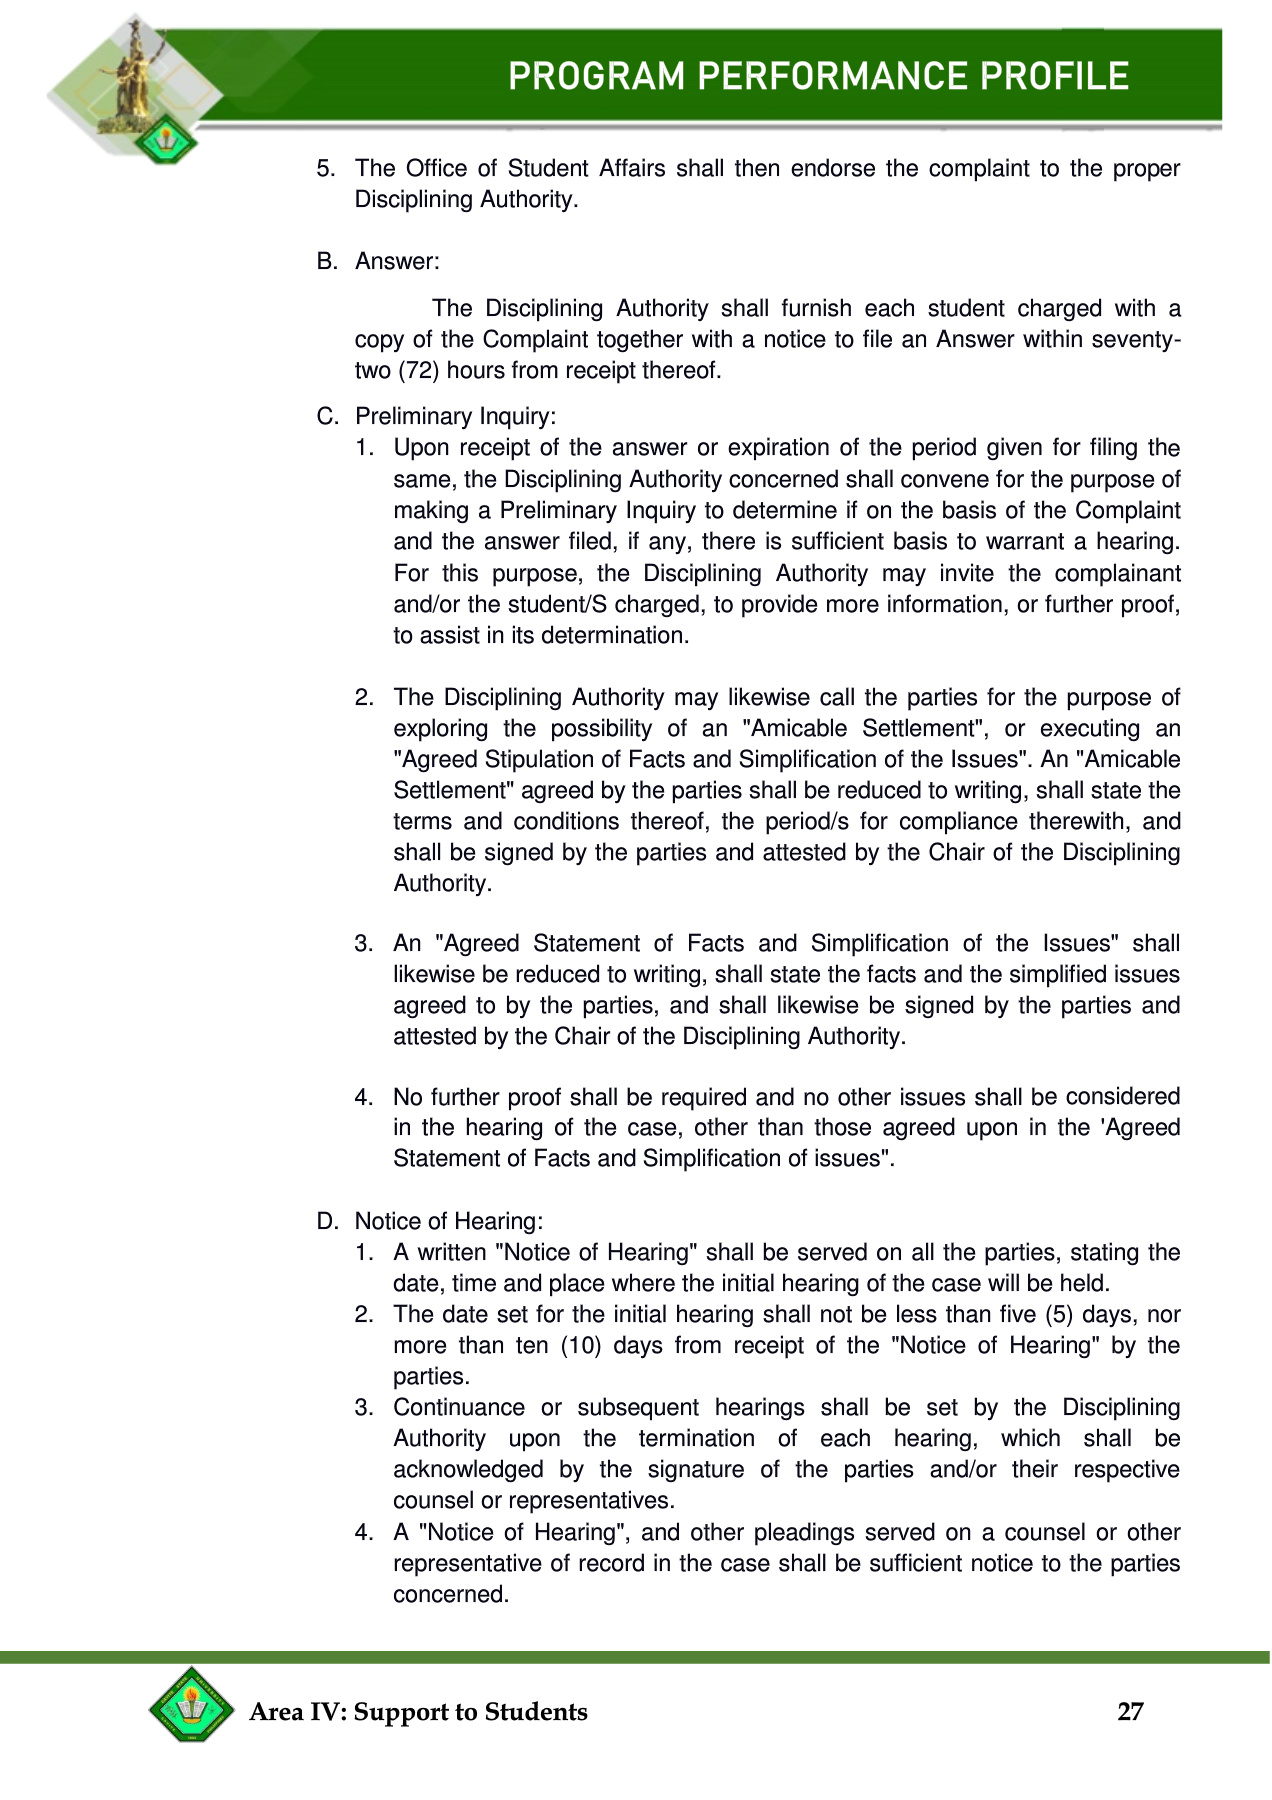 PROGRAM PERFORMANCE PROFILE
5. The Office of Student Affairs shall then endorse the complaint to the proper
Disciplining Authority.
B. Answer:
The Disciplining Authority shall furnish each student charged with a
copy of the Complaint together with a notice to file an Answer within seventy-
two (72) hours from receipt thereof.
C. Preliminary Inquiry:
1. Upon receipt of the answer or expiration of the period given for filing the
same, the Disciplining Authority concerned shall convene for the purpose of
making a Preliminary Inquiry to determine if on the basis of the Complaint
and the answer filed, if any, there is sufficient basis to warrant a hearing.
For this purpose, the Disciplining Authority may invite the complainant
and/or the student/S charged, to provide more information, or further proof,
to assist in its determination.
2. The Disciplining Authority may likewise call the parties for the purpose of
exploring the possibility of an "Amicable Settlement", or executing an
"Agreed Stipulation of Facts and Simplification of the Issues". An "Amicable
Settlement" agreed by the parties shall be reduced to writing, shall state the
terms and conditions thereof, the period/s for compliance therewith, and
shall be signed by the parties and attested by the Chair of the Disciplining
Authority.
3. An "Agreed Statement of Facts and Simplification of the Issues" shall
likewise be reduced to writing, shall state the facts and the simplified issues
agreed to by the parties, and shall likewise be signed by the parties and
attested by the Chair of the Disciplining Authority.
4. No further proof shall be required and no other issues shall be considered
in the hearing of the case, other than those agreed upon in the 'Agreed
Statement of Facts and Simplification of issues".
D. Notice of Hearing:
1. A written "Notice of Hearing" shall be served on all the parties, stating the
date, time and place where the initial hearing of the case will be held.
2. The date set for the initial hearing shall not be less than five (5) days, nor
more than ten (10) days from receipt of the "Notice of Hearing" by the
parties.
3. Continuance or subsequent hearings shall be set by the Disciplining
Authority upon the termination of each hearing, which shall be
acknowledged by the signature of the parties and/or their respective
counsel or representatives.
4. A "Notice of Hearing", and other pleadings served on a counsel or other
representative of record in the case shall be sufficient notice to the parties
concerned.
Area IV: Support to Students
27